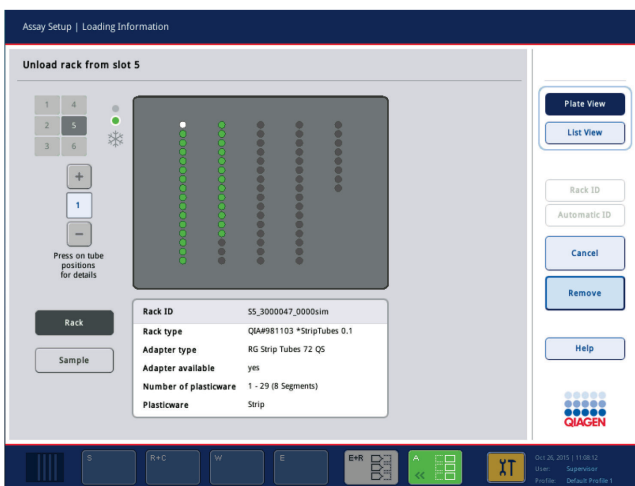 Assay Setup | Loading Information
Unload rack from slot 5
1 4
2 5
3 6
+
1
−
Press on tube
positions
for details
Rack
Sample
Rack ID S5_3000047_0000sim
Rack type QIA#981103 *StripTubes 0.1
Adapter type RG Strip Tubes 72 QS
Adapter available yes
Number of plasticware 1 - 29 (8 Segments)
Plasticware Strip
Plate View
List View
Rack ID
Automatic ID
Cancel
Remove
Help
QIAGEN
S R+C W E E+R A
Oct 26, 2015 | 11:08:12
User: Supervisor
Profile: Default Profile 1